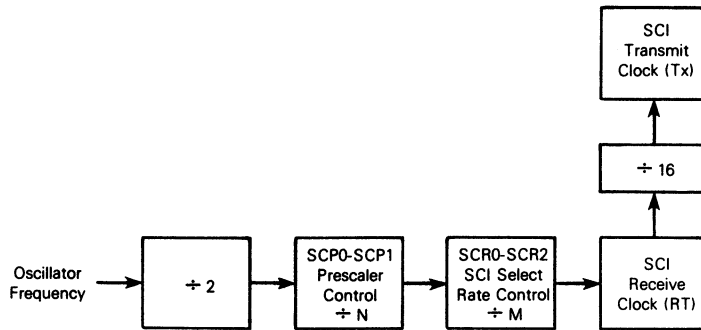 SCI
Transmit
Clock (Tx)
÷ 16
Oscillator
Frequency
÷ 2
SCP0-SCP1
Prescaler
Control
÷ N
SCR0-SCR2
SCI Select
Rate Control
÷ M
SCI
Receive
Clock (RT)